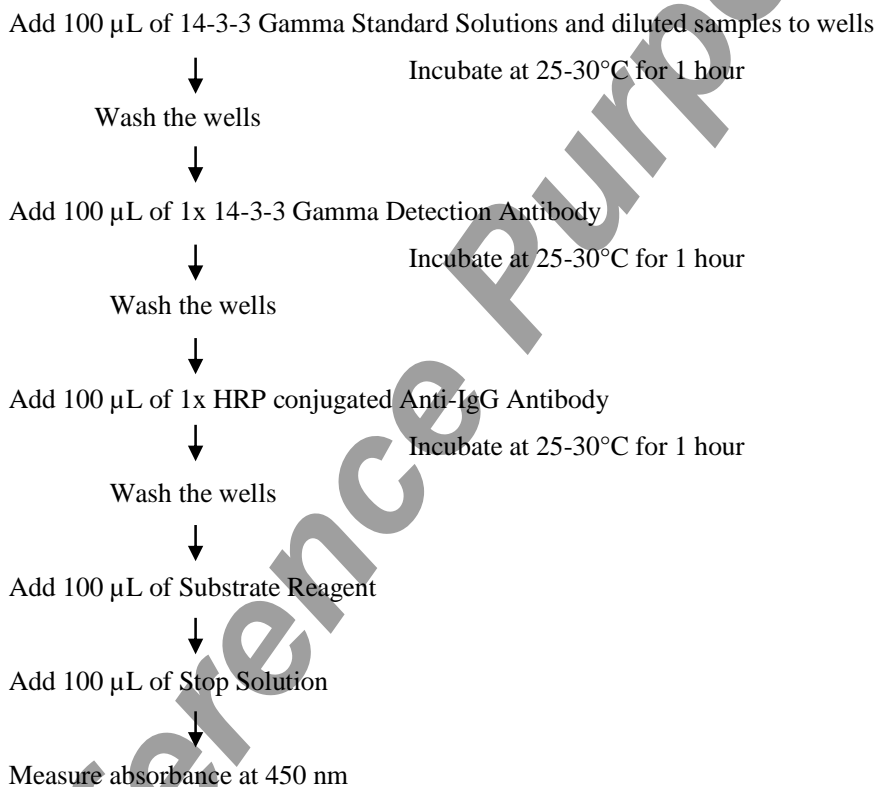 Add 100 µL of 14-3-3 Gamma Standard Solutions and diluted samples to wells
Incubate at 25-30°C for 1 hour
Wash the wells
Add 100 µL of 1x 14-3-3 Gamma Detection Antibody
Incubate at 25-30°C for 1 hour
Wash the wells
Add 100 µL of 1x HRP conjugated Anti-IgG Antibody
Incubate at 25-30°C for 1 hour
Wash the wells
Add 100 µL of Substrate Reagent
Add 100 µL of Stop Solution
Measure absorbance at 450 nm